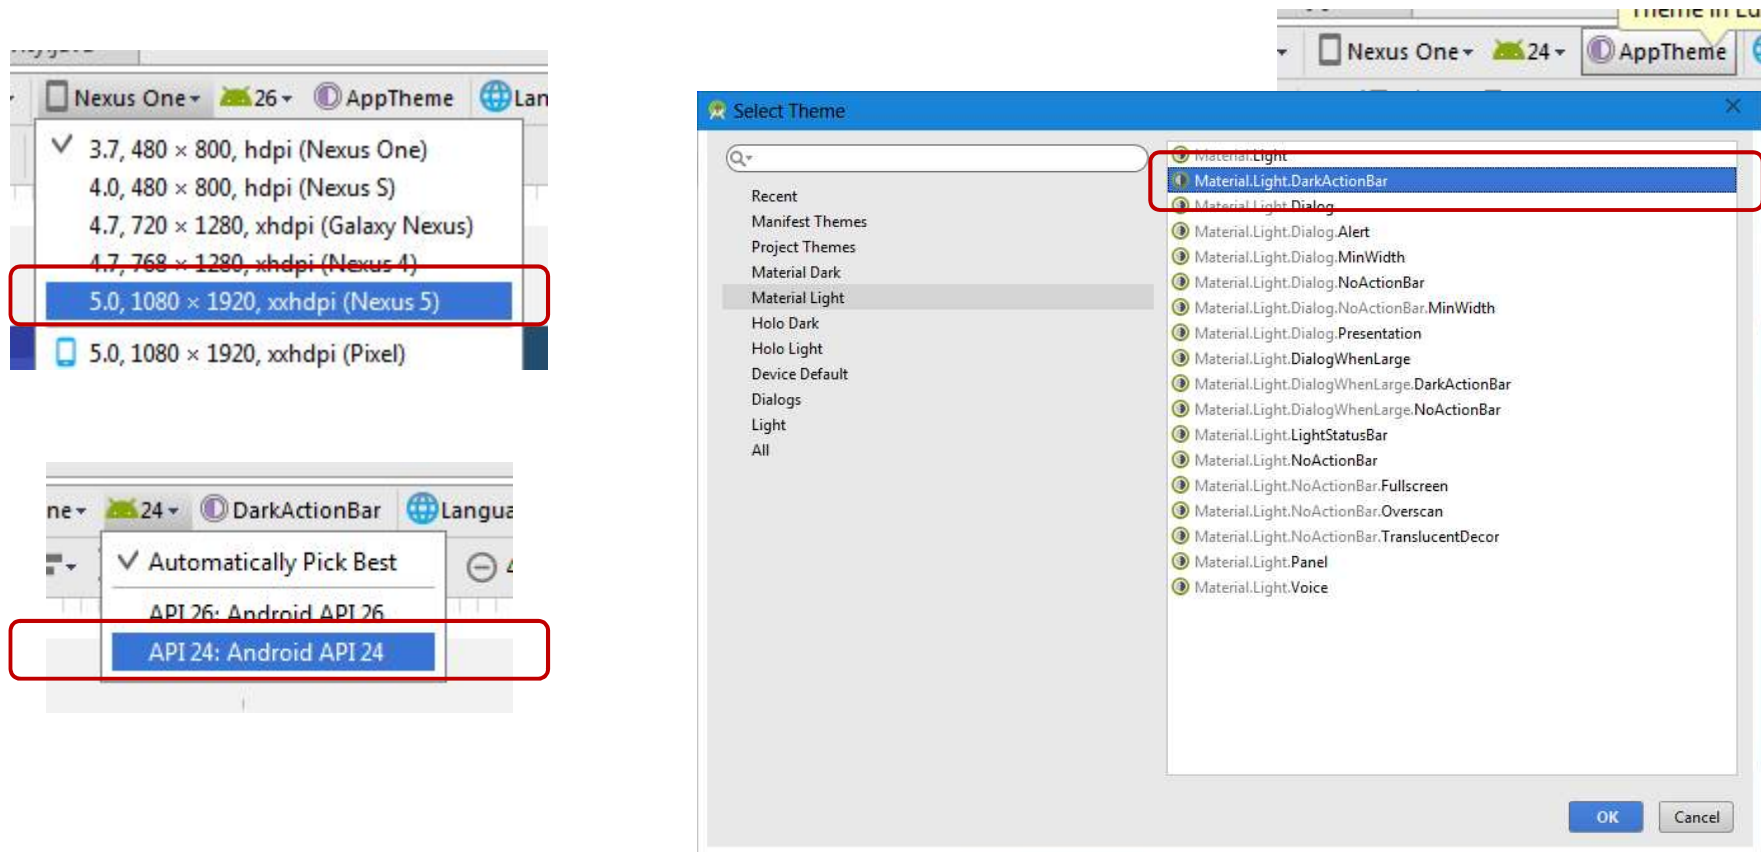 Nexus One 26 AppTheme Lan
3.7, 480 × 800, hdpi (Nexus One)
4.0, 480 × 800, hdpi (Nexus S)
4.7, 720 × 1280, xhdpi (Galaxy Nexus)
4.7, 768 × 1280, xhdpi (Nexus 4)
5.0, 1080 × 1920, xxhdpi (Nexus 5)
5.0, 1080 × 1920, xxhdpi (Pixel)
ne 24 DarkActionBar Langua
Automatically Pick Best
API 26: Android API 26
API 24: Android API 24
Theme in
Nexus One 24 AppTheme
Select Theme
Recent
Manifest Themes
Project Themes
Material Dark
Material Light
Holo Dark
Holo Light
Device Default
Dialogs
Light
All
Material.Light
Material.Light.DarkActionBar
Material.Light.Dialog
Material.Light.Dialog.Alert
Material.Light.Dialog.MinWidth
Material.Light.Dialog.NoActionBar
Material.Light.Dialog.NoActionBar.MinWidth
Material.Light.Dialog.Presentation
Material.Light.DialogWhenLarge
Material.Light.DialogWhenLarge.DarkActionBar
Material.Light.DialogWhenLarge.NoActionBar
Material.Light.LightStatusBar
Material.Light.NoActionBar
Material.Light.NoActionBar.Fullscreen
Material.Light.NoActionBar.Overscan
Material.Light.NoActionBar.TranslucentDecor
Material.Light.Panel
Material.Light.Voice
OK Cancel